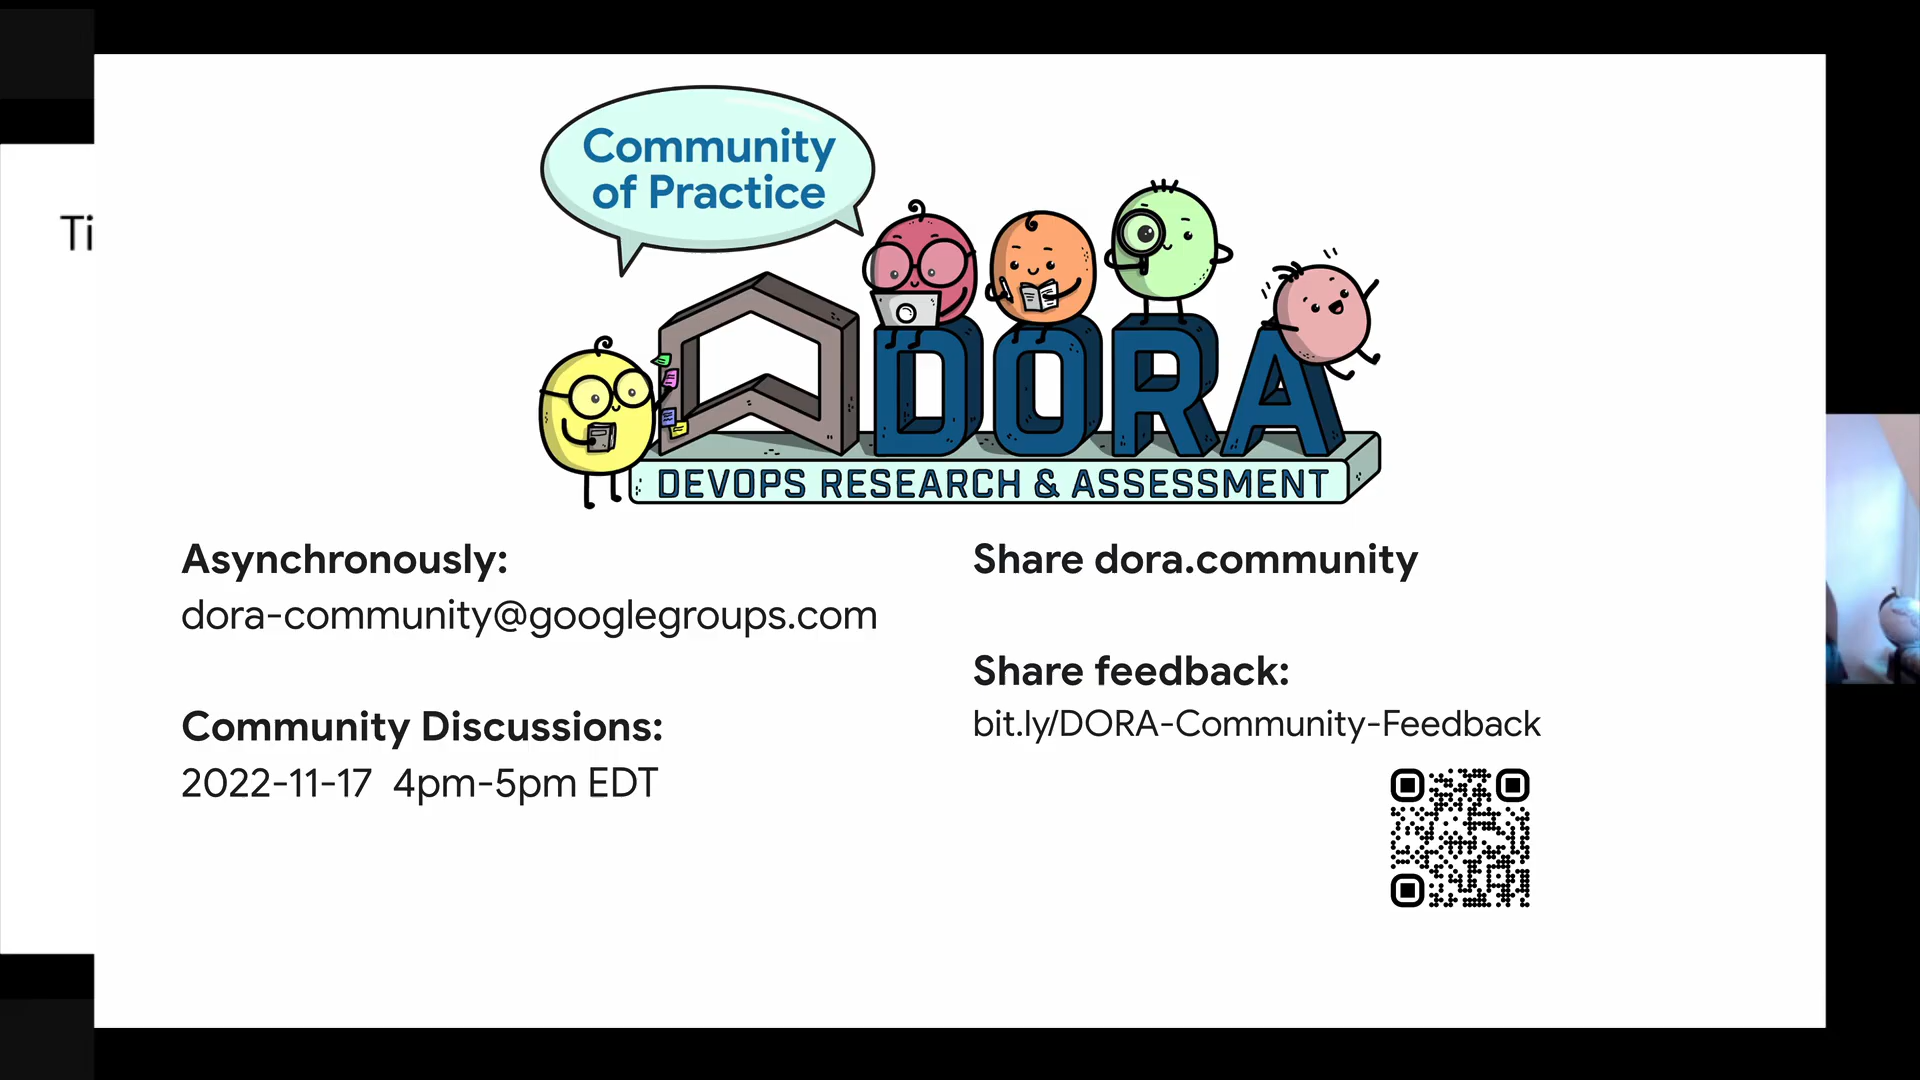 Community
of Practice
Ti
DORA
DEVOPS RESEARCH & ASSESSMENT
Asynchronously:
dora-community@googlegroups.com
Community Discussions:
2022-11-17 4pm-5pm EDT
Share dora.community
Share feedback:
bit.ly/DORA-Community-Feedback